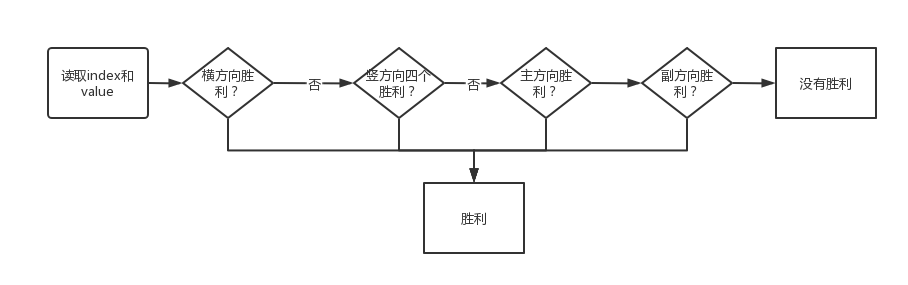 读取index和
value
横方向胜
利？
否
竖方向四个
胜利？
否
主方向胜
利？
副方向胜
利？
没有胜利
胜利